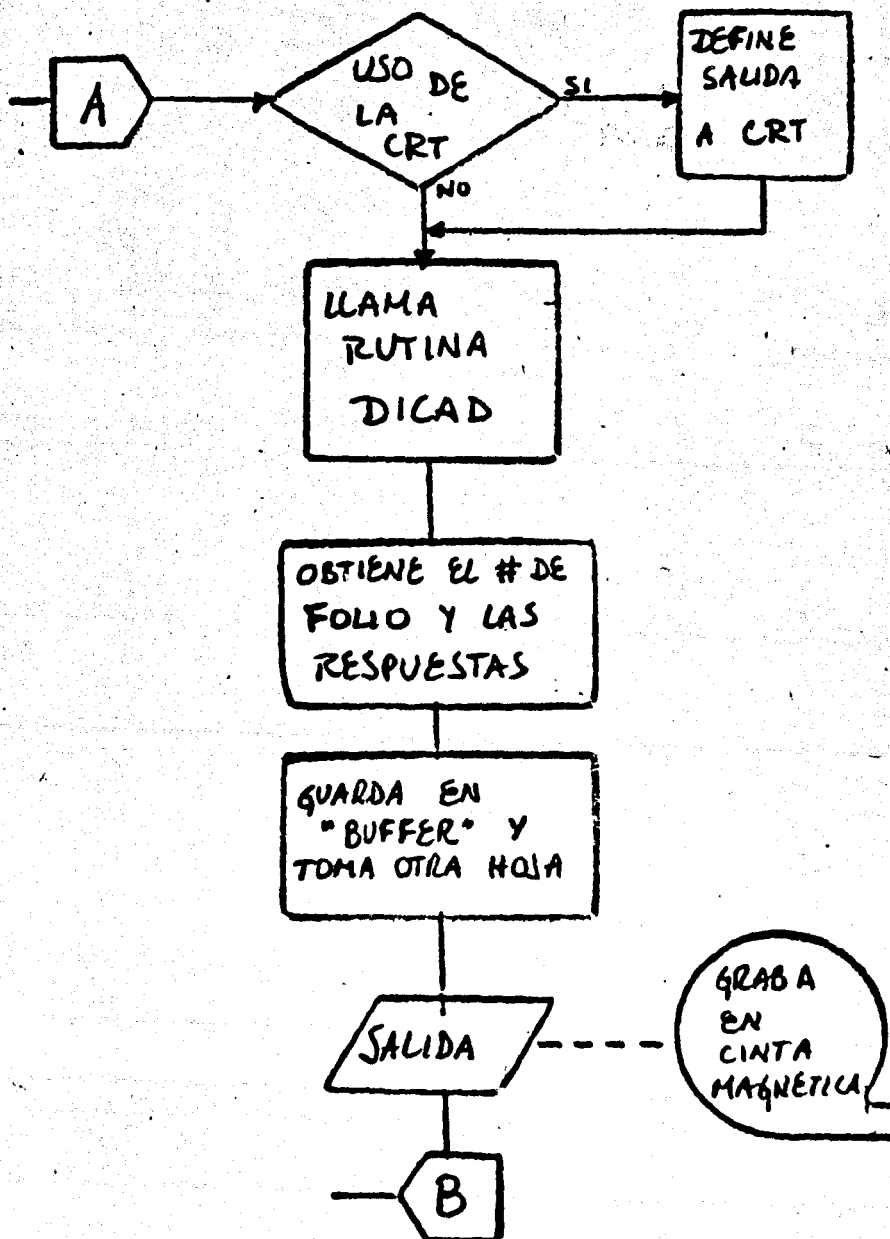 A
USO DE
LA
CRT
SI
DEFINE
SALIDA
A CRT
NO
LLAMA
RUTINA
DICAD
OBTIENE EL # DE
FOLIO Y LAS
RESPUESTAS
GUARDA EN
"BUFFER" Y
TOMA OTRA HOJA
SALIDA
GRABA
EN
CINTA
MAGNÉTICA
B